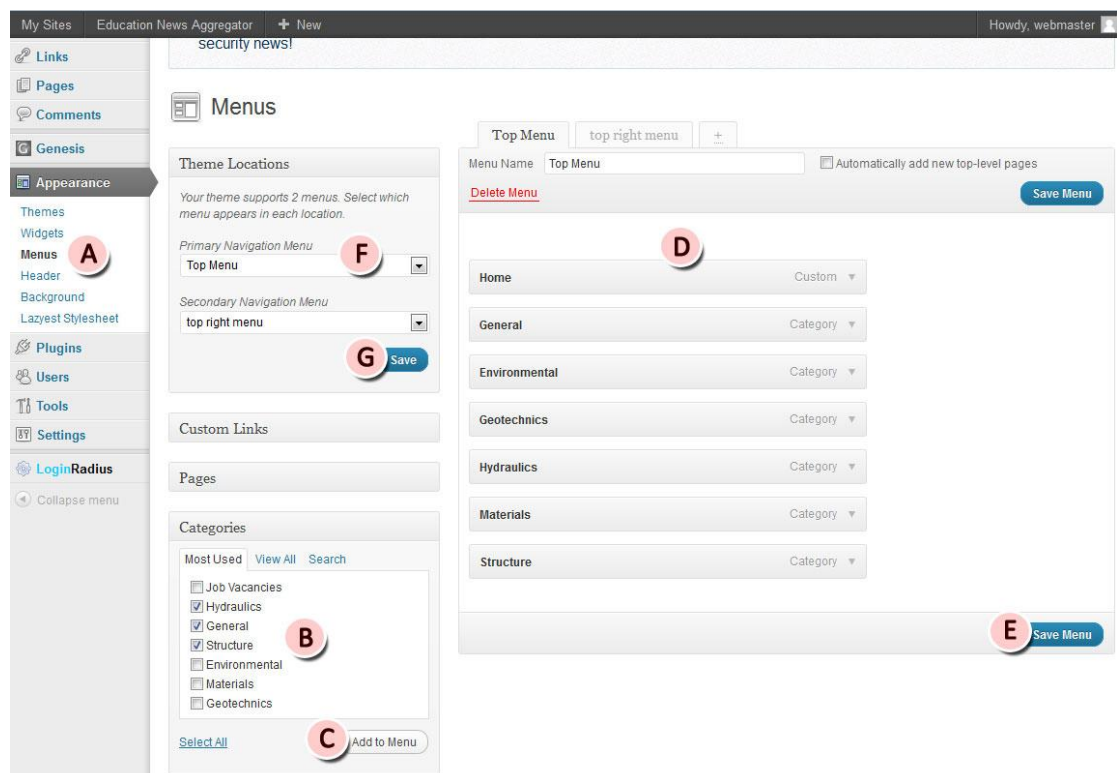 My Sites Education News Aggregator + New Howdy, webmaster
security news!
Links
Pages
Comments
Genesis
Appearance
Themes
Widgets
Menus
A
Header
Background
Lazyest Stylesheet
Plugins
Users
Tools
Settings
LoginRadius
Collapse menu
Menus
Theme Locations
Your theme supports 2 menus. Select which
menu appears in each location.
Primary Navigation Menu
F
Top Menu
Secondary Navigation Menu
top right menu
G Save
Custom Links
Pages
Categories
Most Used View All Search
Job Vacancies
Hydraulics
General
B
Structure
Environmental
Materials
Geotechnics
Select All C Add to Menu
Top Menu top right menu +
Menu Name Top Menu Automatically add new top-level pages
Delete Menu Save Menu
D
Home Custom
General Category
Environmental Category
Geotechnics Category
Hydraulics Category
Materials Category
Structure Category
E Save Menu